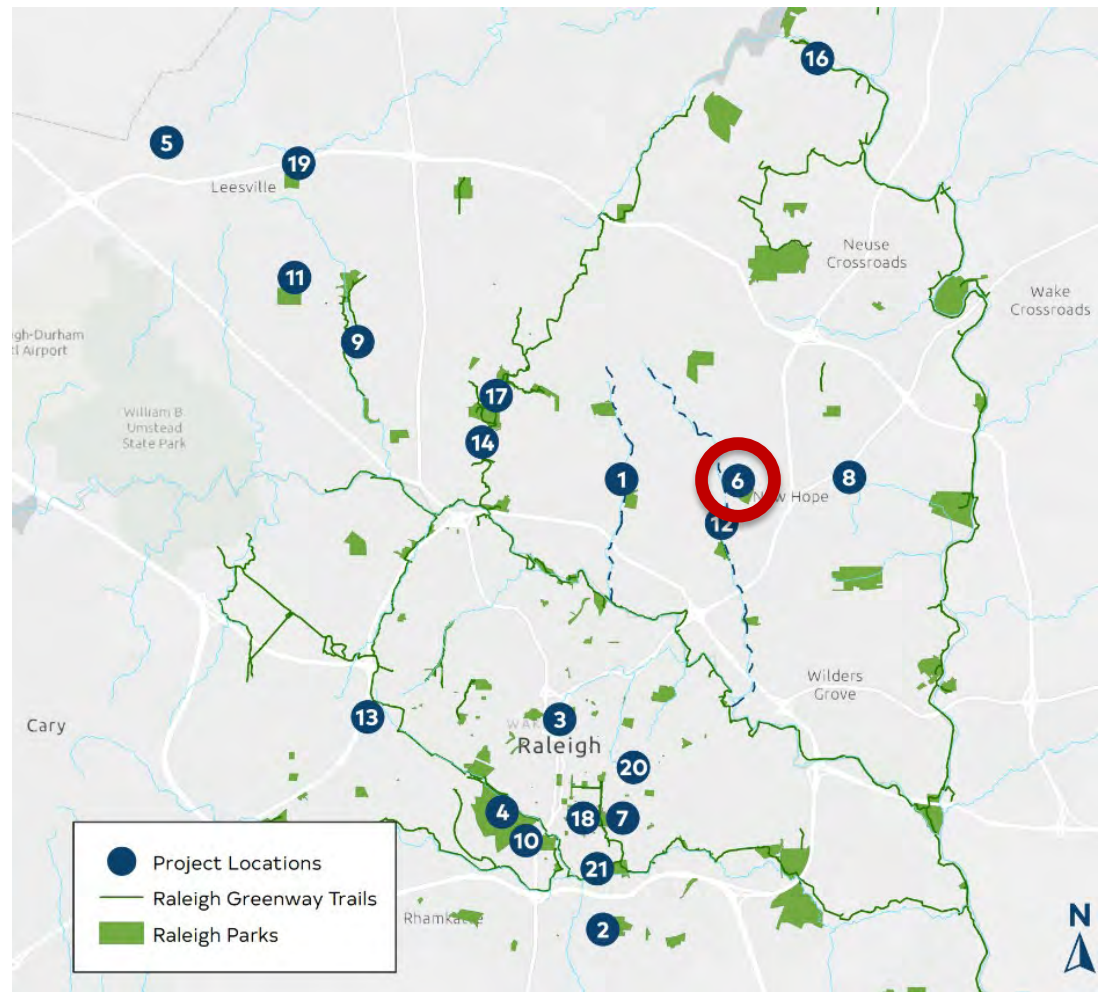 16
5
19
Leesville
Neuse
Crossroads
11
Wake
Crossroads
gh-Durham
l Airport
9
17
William B.
Umstead
State Park
14
1
6
8
New Hope
12
Wilders
Grove
13
Cary
3
WAK
Raleigh
20
4
18
7
10
21
Project Locations
Raleigh Greenway Trails
Raleigh Parks
2
N